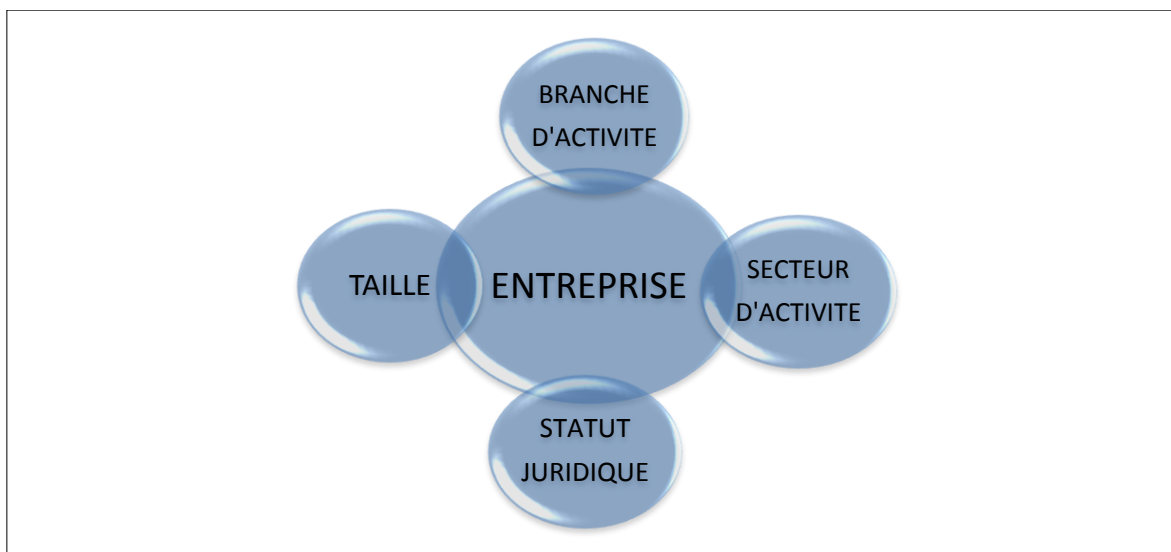 BRANCHE
D'ACTIVITE
TAILLE
ENTREPRISE
SECTEUR
D'ACTIVITE
STATUT
JURIDIQUE